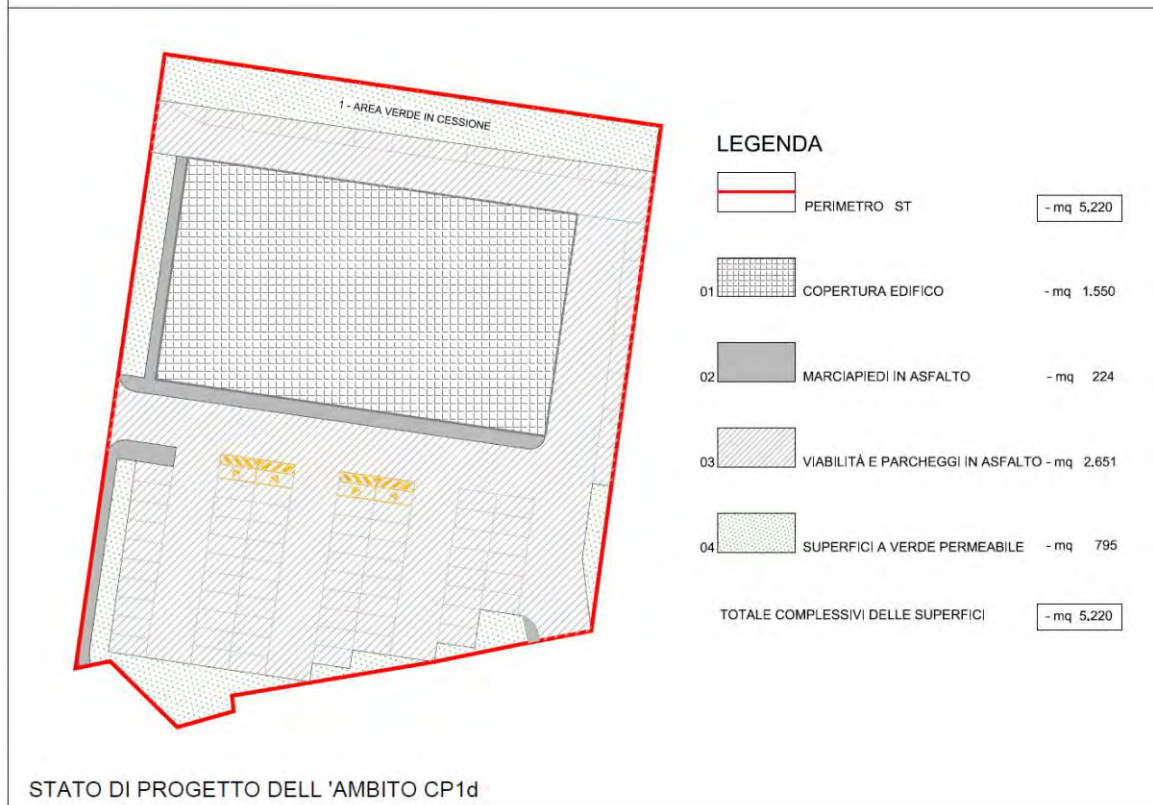 1 - AREA VERDE IN CESSIONE
LEGENDA
PERIMETRO ST - mq 5.220
01 COPERTURA EDIFICO - mq 1.550
02 MARCIAPIEDI IN ASFALTO - mq 224
03 VIABILITÀ E PARCHEGGI IN ASFALTO - mq 2.651
04 SUPERFICI A VERDE PERMEABILE - mq 795
TOTALE COMPLESSIVI DELLE SUPERFICI - mq 5.220
STATO DI PROGETTO DELL 'AMBITO CP1d